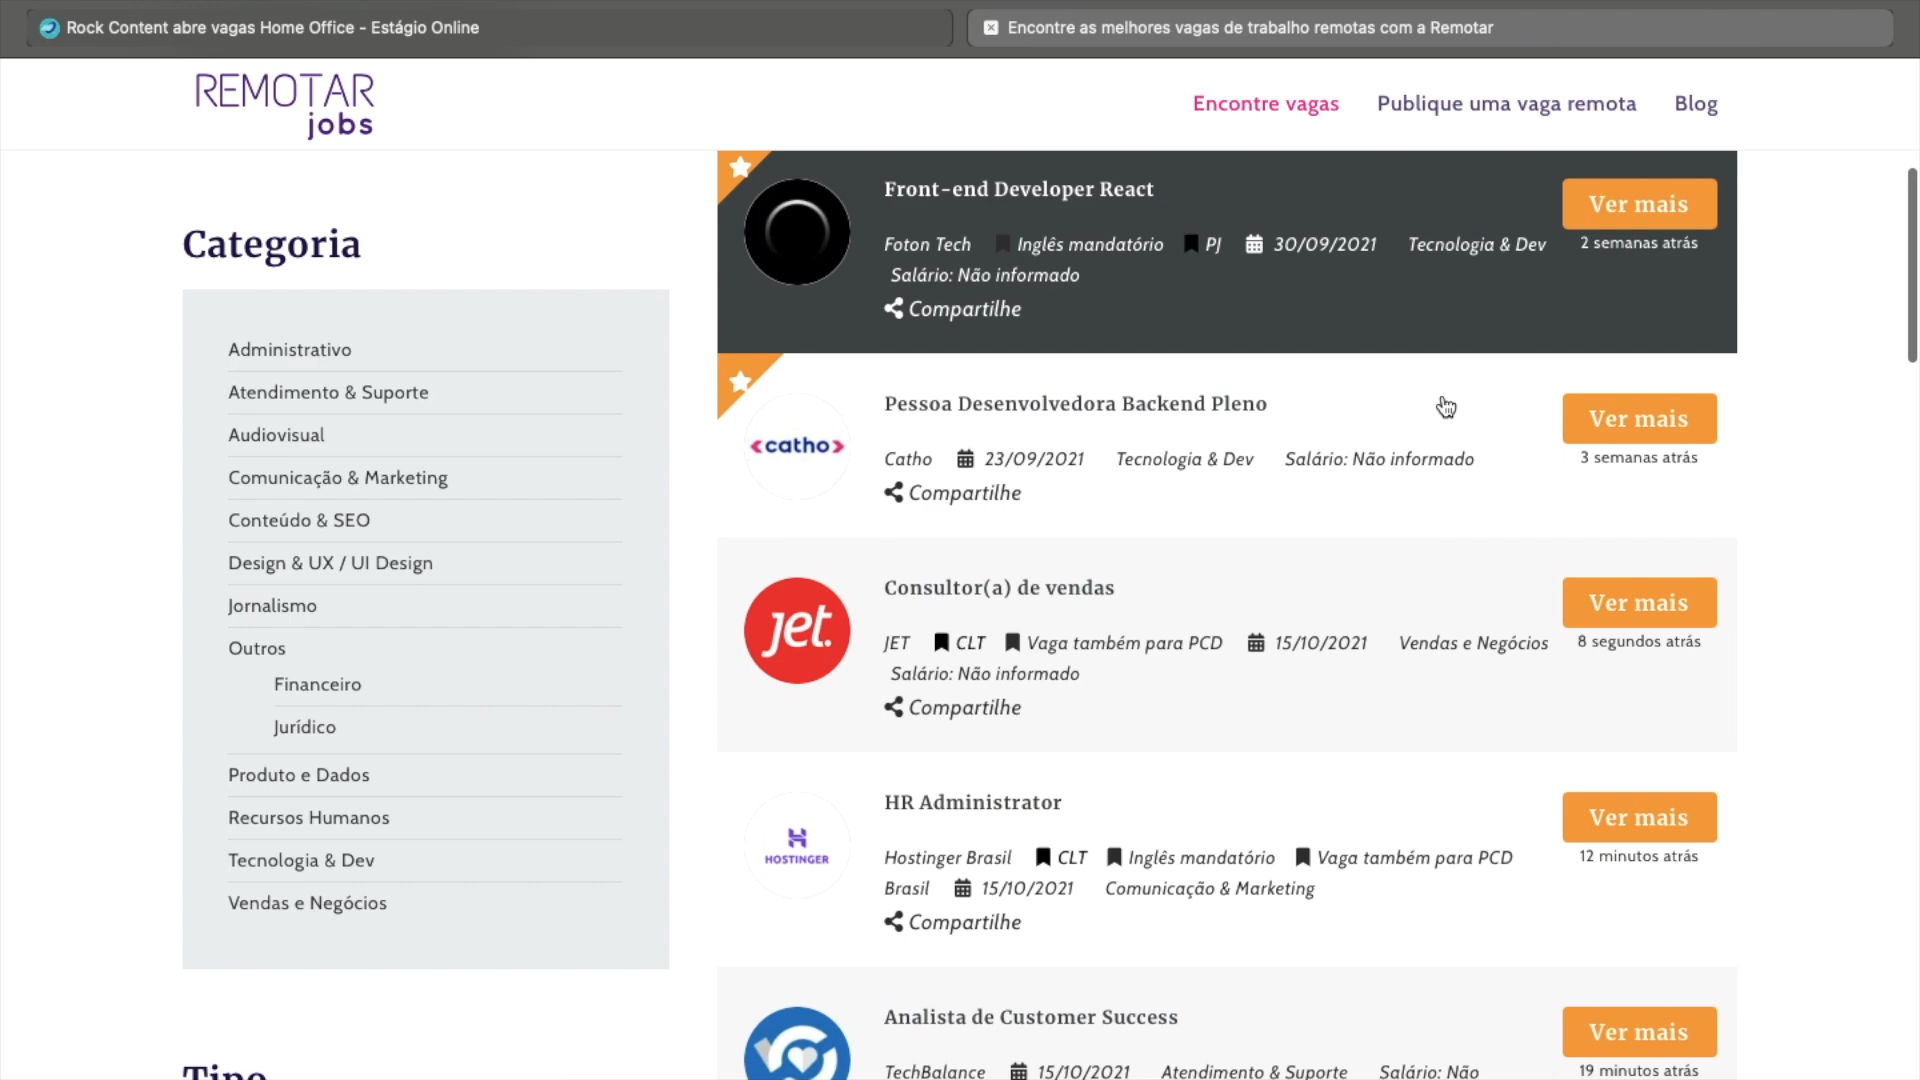 Rock Content abre vagas Home Office - Estágio Online
Encontre as melhores vagas de trabalho remotas com a Remotar
REMOTAR
jobs
Encontre vagas
Publique uma vaga remota
Blog
Categoria
Administrativo
Atendimento & Suporte
Audiovisual
Comunicação & Marketing
Conteúdo & SEO
Design & UX / UI Design
Jornalismo
Outros
Financeiro
Jurídico
Produto e Dados
Recursos Humanos
Tecnologia & Dev
Vendas e Negócios
Tipo
Front-end Developer React
Foton Tech Inglês mandatório PJ 30/09/2021 Tecnologia & Dev
Salário: Não informado
Compartilhe
Ver mais
2 semanas atrás
<catho>
Pessoa Desenvolvedora Backend Pleno
Catho 23/09/2021 Tecnologia & Dev Salário: Não informado
Compartilhe
Ver mais
3 semanas atrás
jet.
Consultor(a) de vendas
JET CLT Vaga também para PCD 15/10/2021 Vendas e Negócios
Salário: Não informado
Compartilhe
Ver mais
8 segundos atrás
HOSTINGER
HR Administrator
Hostinger Brasil CLT Inglês mandatório Vaga também para PCD
Brasil 15/10/2021 Comunicação & Marketing
Compartilhe
Ver mais
12 minutos atrás
Analista de Customer Success
TechBalance 15/10/2021 Atendimento & Suporte Salário: Não
Ver mais
19 minutos atrás